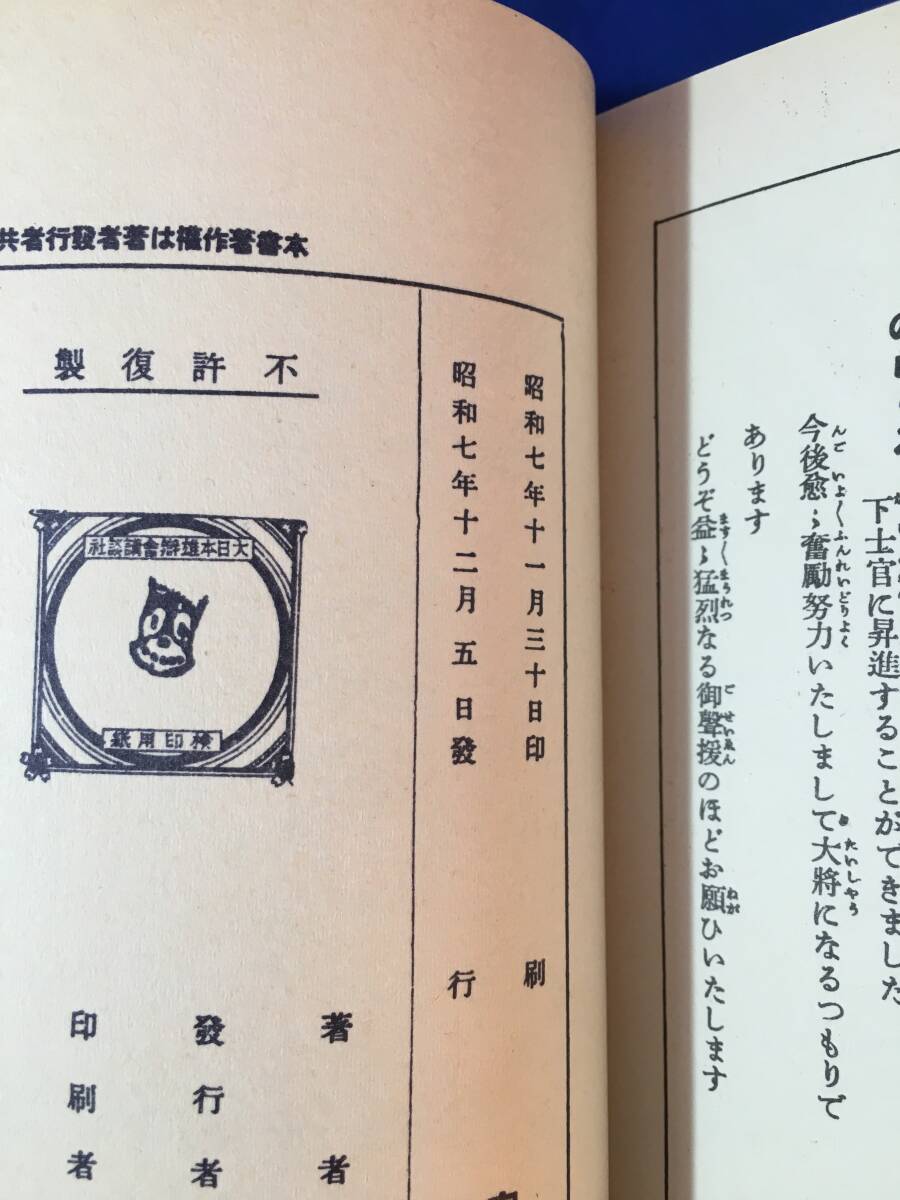 下士官に昇進することができました
今後愈〻奮勵努力いたしまして大將になるつもりで
あります
どうぞ益〻猛烈なる御聲援のほどお願ひいたします
本書著作權は著者發行者共
昭和七年十一月三十日印刷
昭和七年十二月五日發行
不許復製
大日本雄辯會講談社
檢印用紙
著者
發行者
印刷者